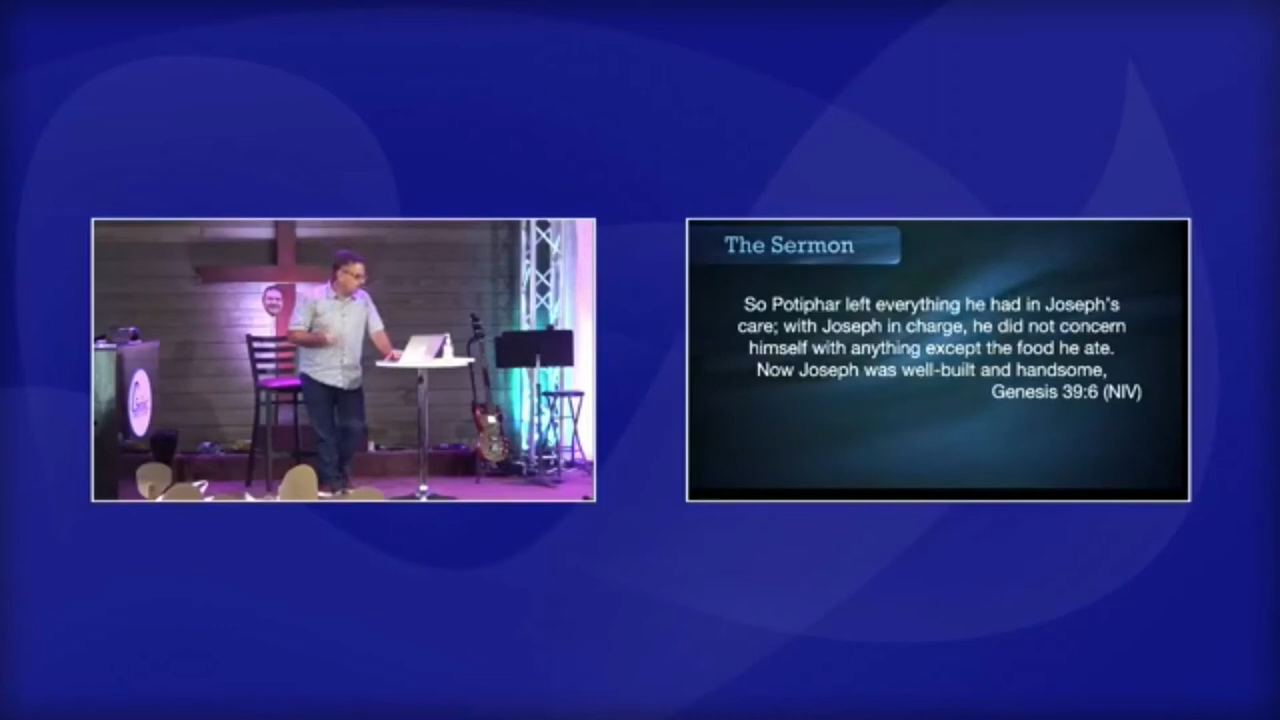 The Sermon
So Potiphar left everything he had in Joseph's
care; with Joseph in charge, he did not concern
himself with anything except the food he ate.
Now Joseph was well-built and handsome,
Genesis 39:6 (NIV)